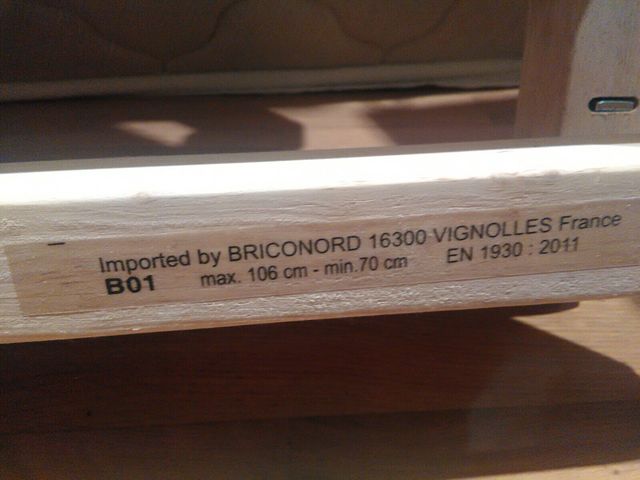 Imported by BRICONORD 16300 VIGNOLLES France
B01 max. 106 cm - min.70 cm EN 1930 : 2011